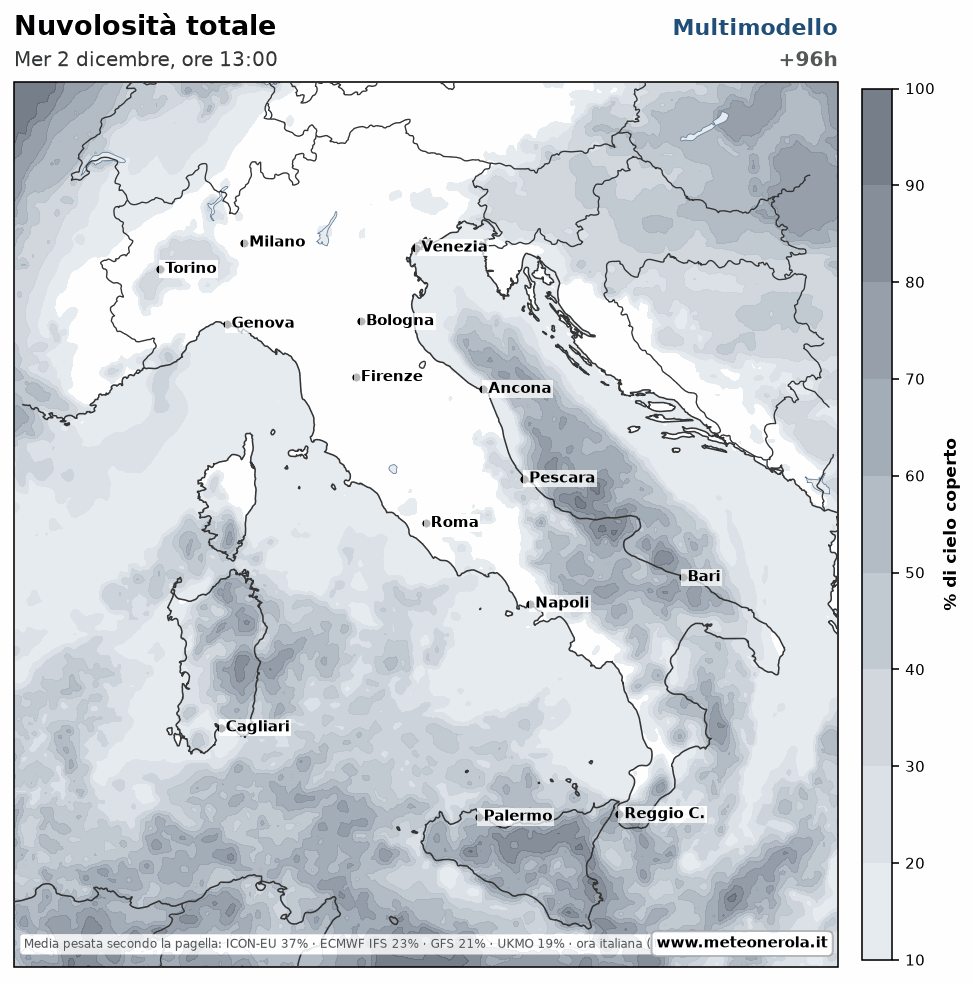 Nuvolosità totale
Multimodello
Mer 2 dicembre, ore 13:00
+96h
Milano
Venezia
Torino
Genova
Bologna
Firenze
Ancona
Pescara
Roma
Bari
Napoli
Cagliari
Palermo
Reggio C.
100
90
80
70
60
50
40
30
20
10
% di cielo coperto
Media pesata secondo la pagella: ICON-EU 37% · ECMWF IFS 23% · GFS 21% · UKMO 19% · ora italiana (
www.meteonerola.it